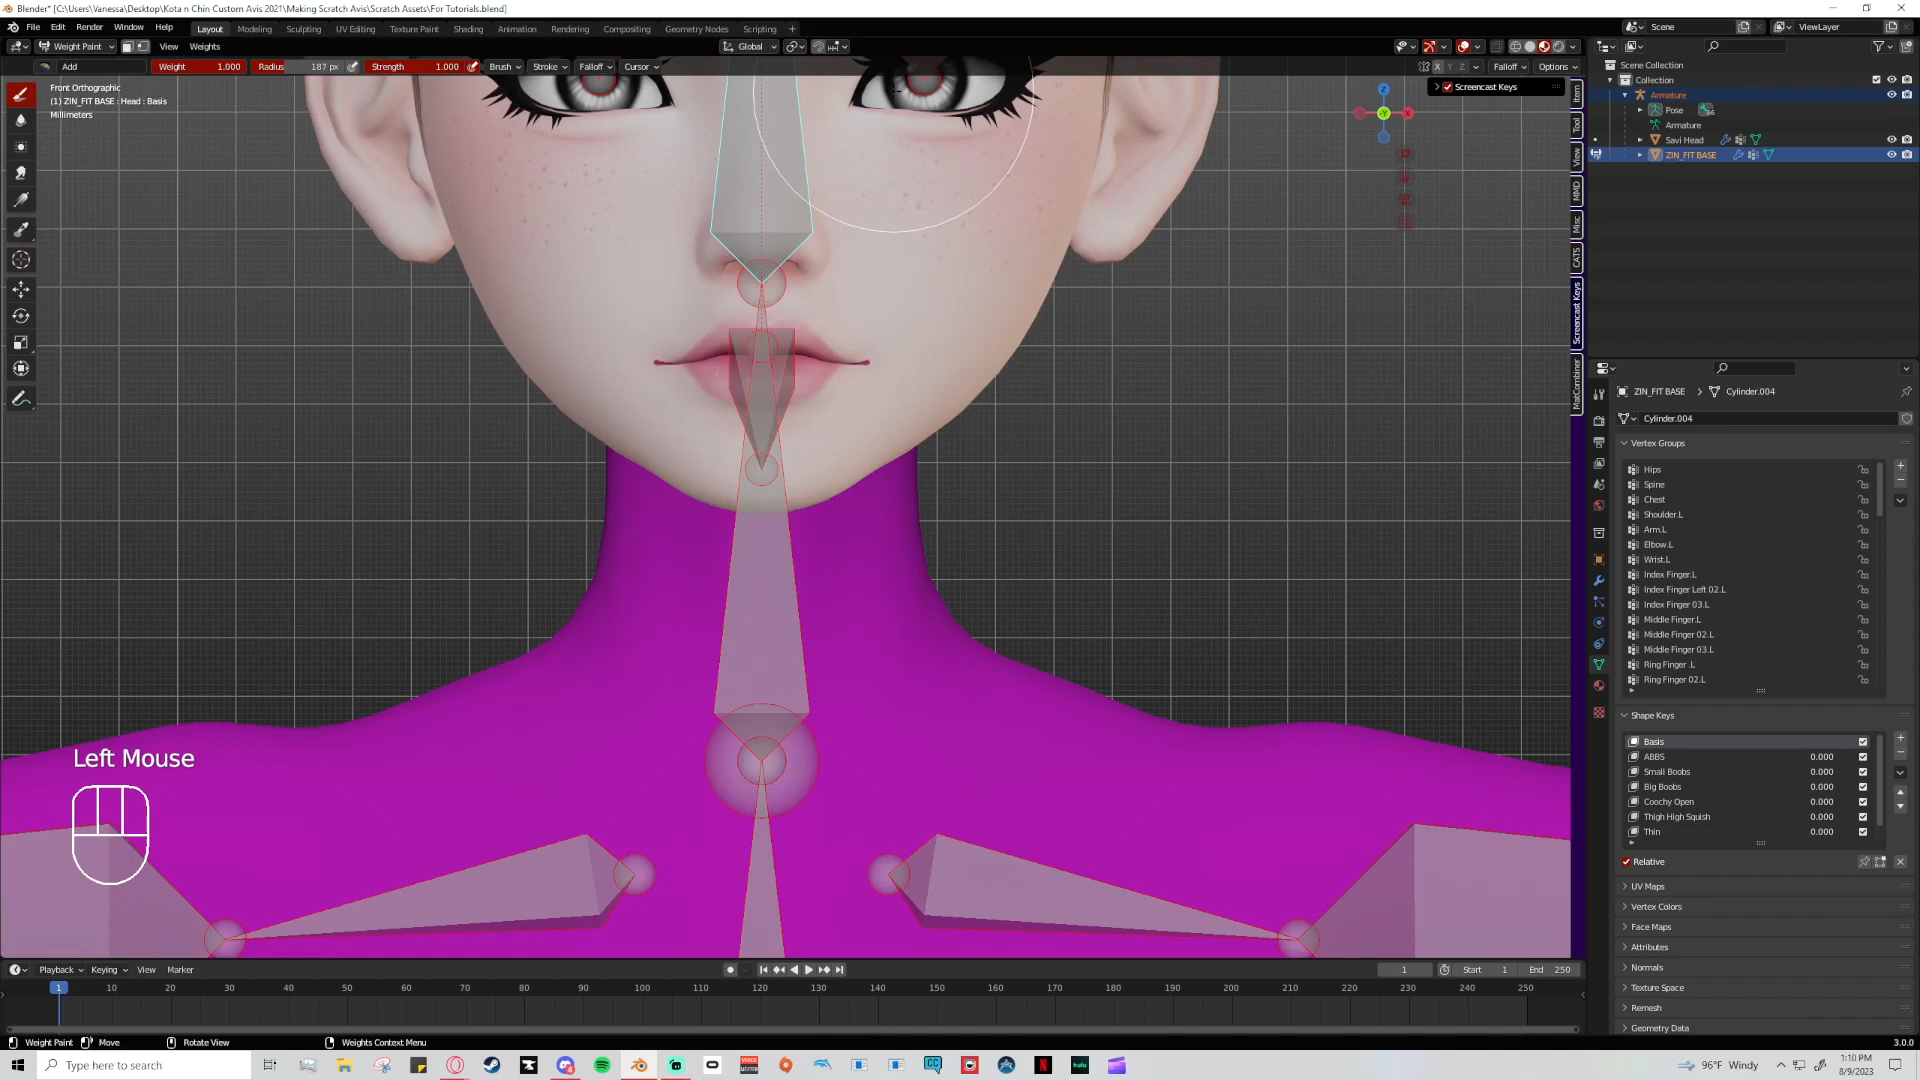 Blender* [C:\Users\Vanessa\Desktop\Kota n Chin Custom Avis 2021\Making Scratch Avis\Scratch Assets\For Tutorials.blend]
File Edit Render Window Help Layout Modeling Sculpting UV Editing Texture Paint Shading Animation Rendering Compositing Geometry Nodes Scripting + Scene ViewLayer
Weight Paint View Weights Global
Add Weight 1.000 Radius 187 px Strength 1.000 Brush Stroke Falloff Cursor X Y Z Falloff Options
Front Orthographic
(1) ZIN_FIT BASE : Head : Basis
Millimeters
Screencast Keys
Item
Tool
View
MMD
Misc
CATS
Screencast Keys
MatCombiner
Z
Y
X
Scene Collection
Collection
Armature
Pose
Armature
Savi Head
ZIN_FIT BASE
ZIN_FIT BASE > Cylinder.004
Cylinder.004
Vertex Groups
Hips
Spine
Chest
Shoulder.L
Arm.L
Elbow.L
Wrist.L
Index Finger.L
Index Finger Left 02.L
Index Finger 03.L
Middle Finger.L
Middle Finger 02.L
Middle Finger 03.L
Ring Finger .L
Ring Finger 02.L
Shape Keys
Basis
ABBS 0.000
Small Boobs 0.000
Big Boobs 0.000
Coochy Open 0.000
Thigh High Squish 0.000
Thin 0.000
Relative
UV Maps
Vertex Colors
Face Maps
Attributes
Normals
Texture Space
Remesh
Geometry Data
Left Mouse
Playback Keying View Marker 1 Start 1 End 250
1 10 20 30 40 50 60 70 80 90 100 110 120 130 140 150 160 170 180 190 200 210 220 230 240 250
Weight Paint Move Rotate View Weights Context Menu 3.0.0
Type here to search 96°F Windy 1:10 PM
8/9/2023